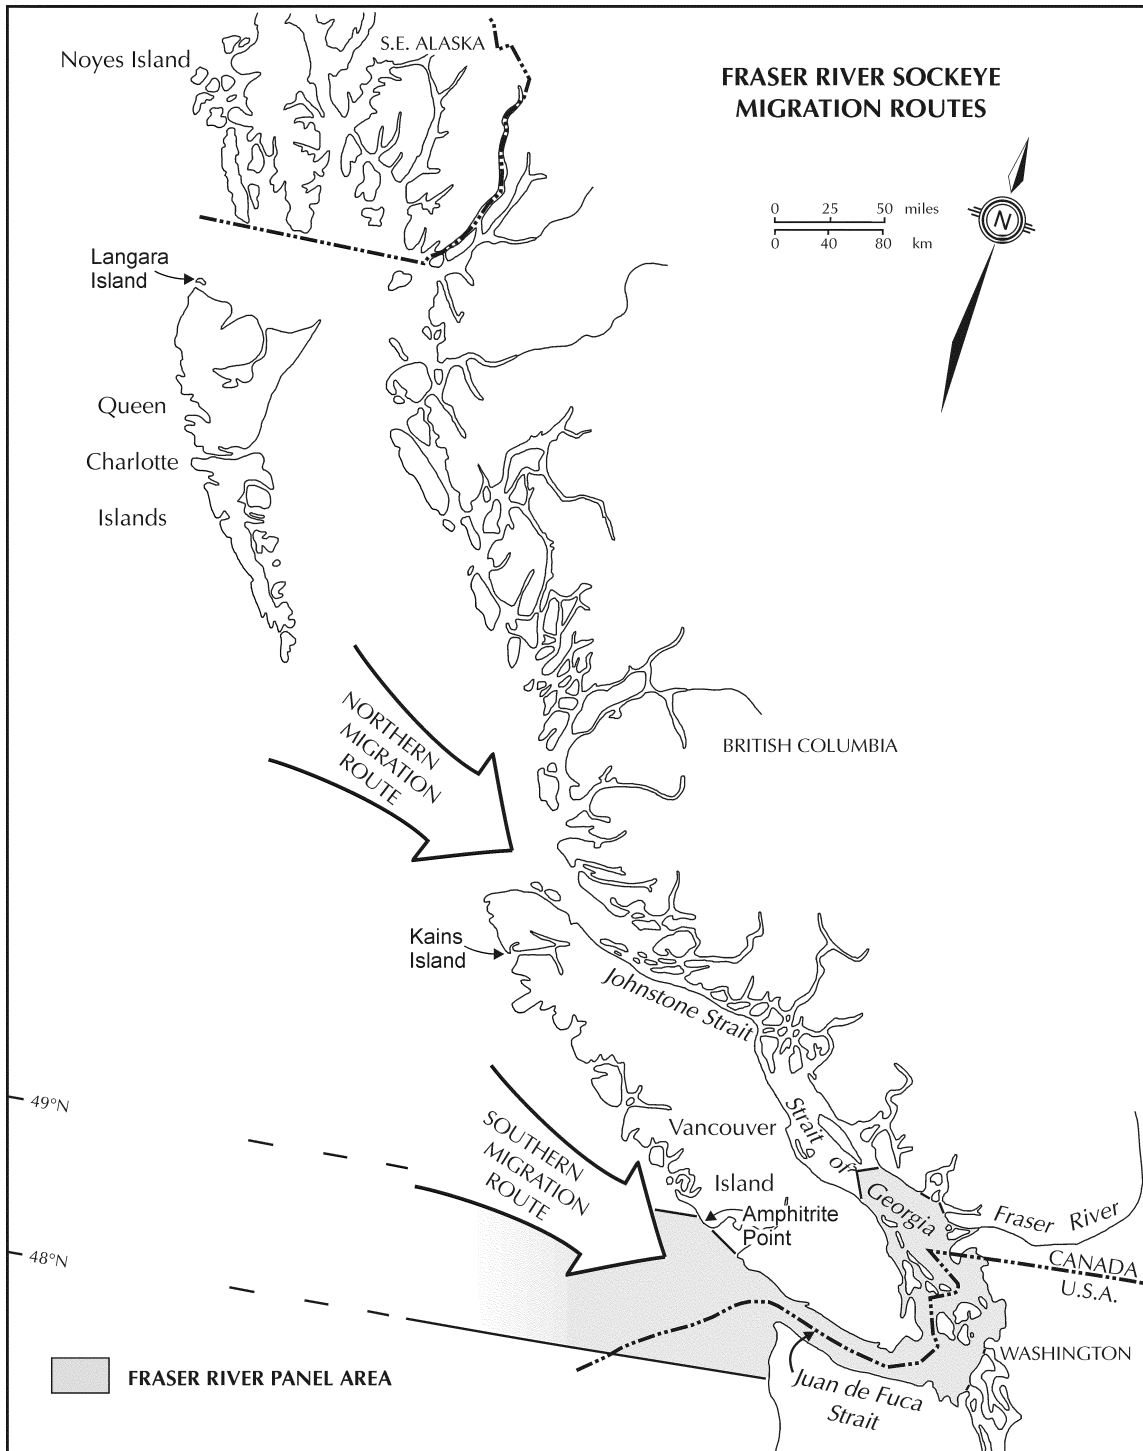 Noyes Island
S.E. ALASKA
FRASER RIVER SOCKEYE
MIGRATION ROUTES
0 25 50 miles
0 40 80 km
N
Langara
Island
Queen
Charlotte
Islands
NORTHERN
MIGRATION
ROUTE
BRITISH COLUMBIA
Kains
Island
Johnstone Strait
49°N
SOUTHERN
MIGRATION
ROUTE
Vancouver
Island
Strait of
Georgia
Amphitrite
Point
Fraser River
48°N
CANADA
U.S.A.
WASHINGTON
Juan de Fuca
Strait
FRASER RIVER PANEL AREA